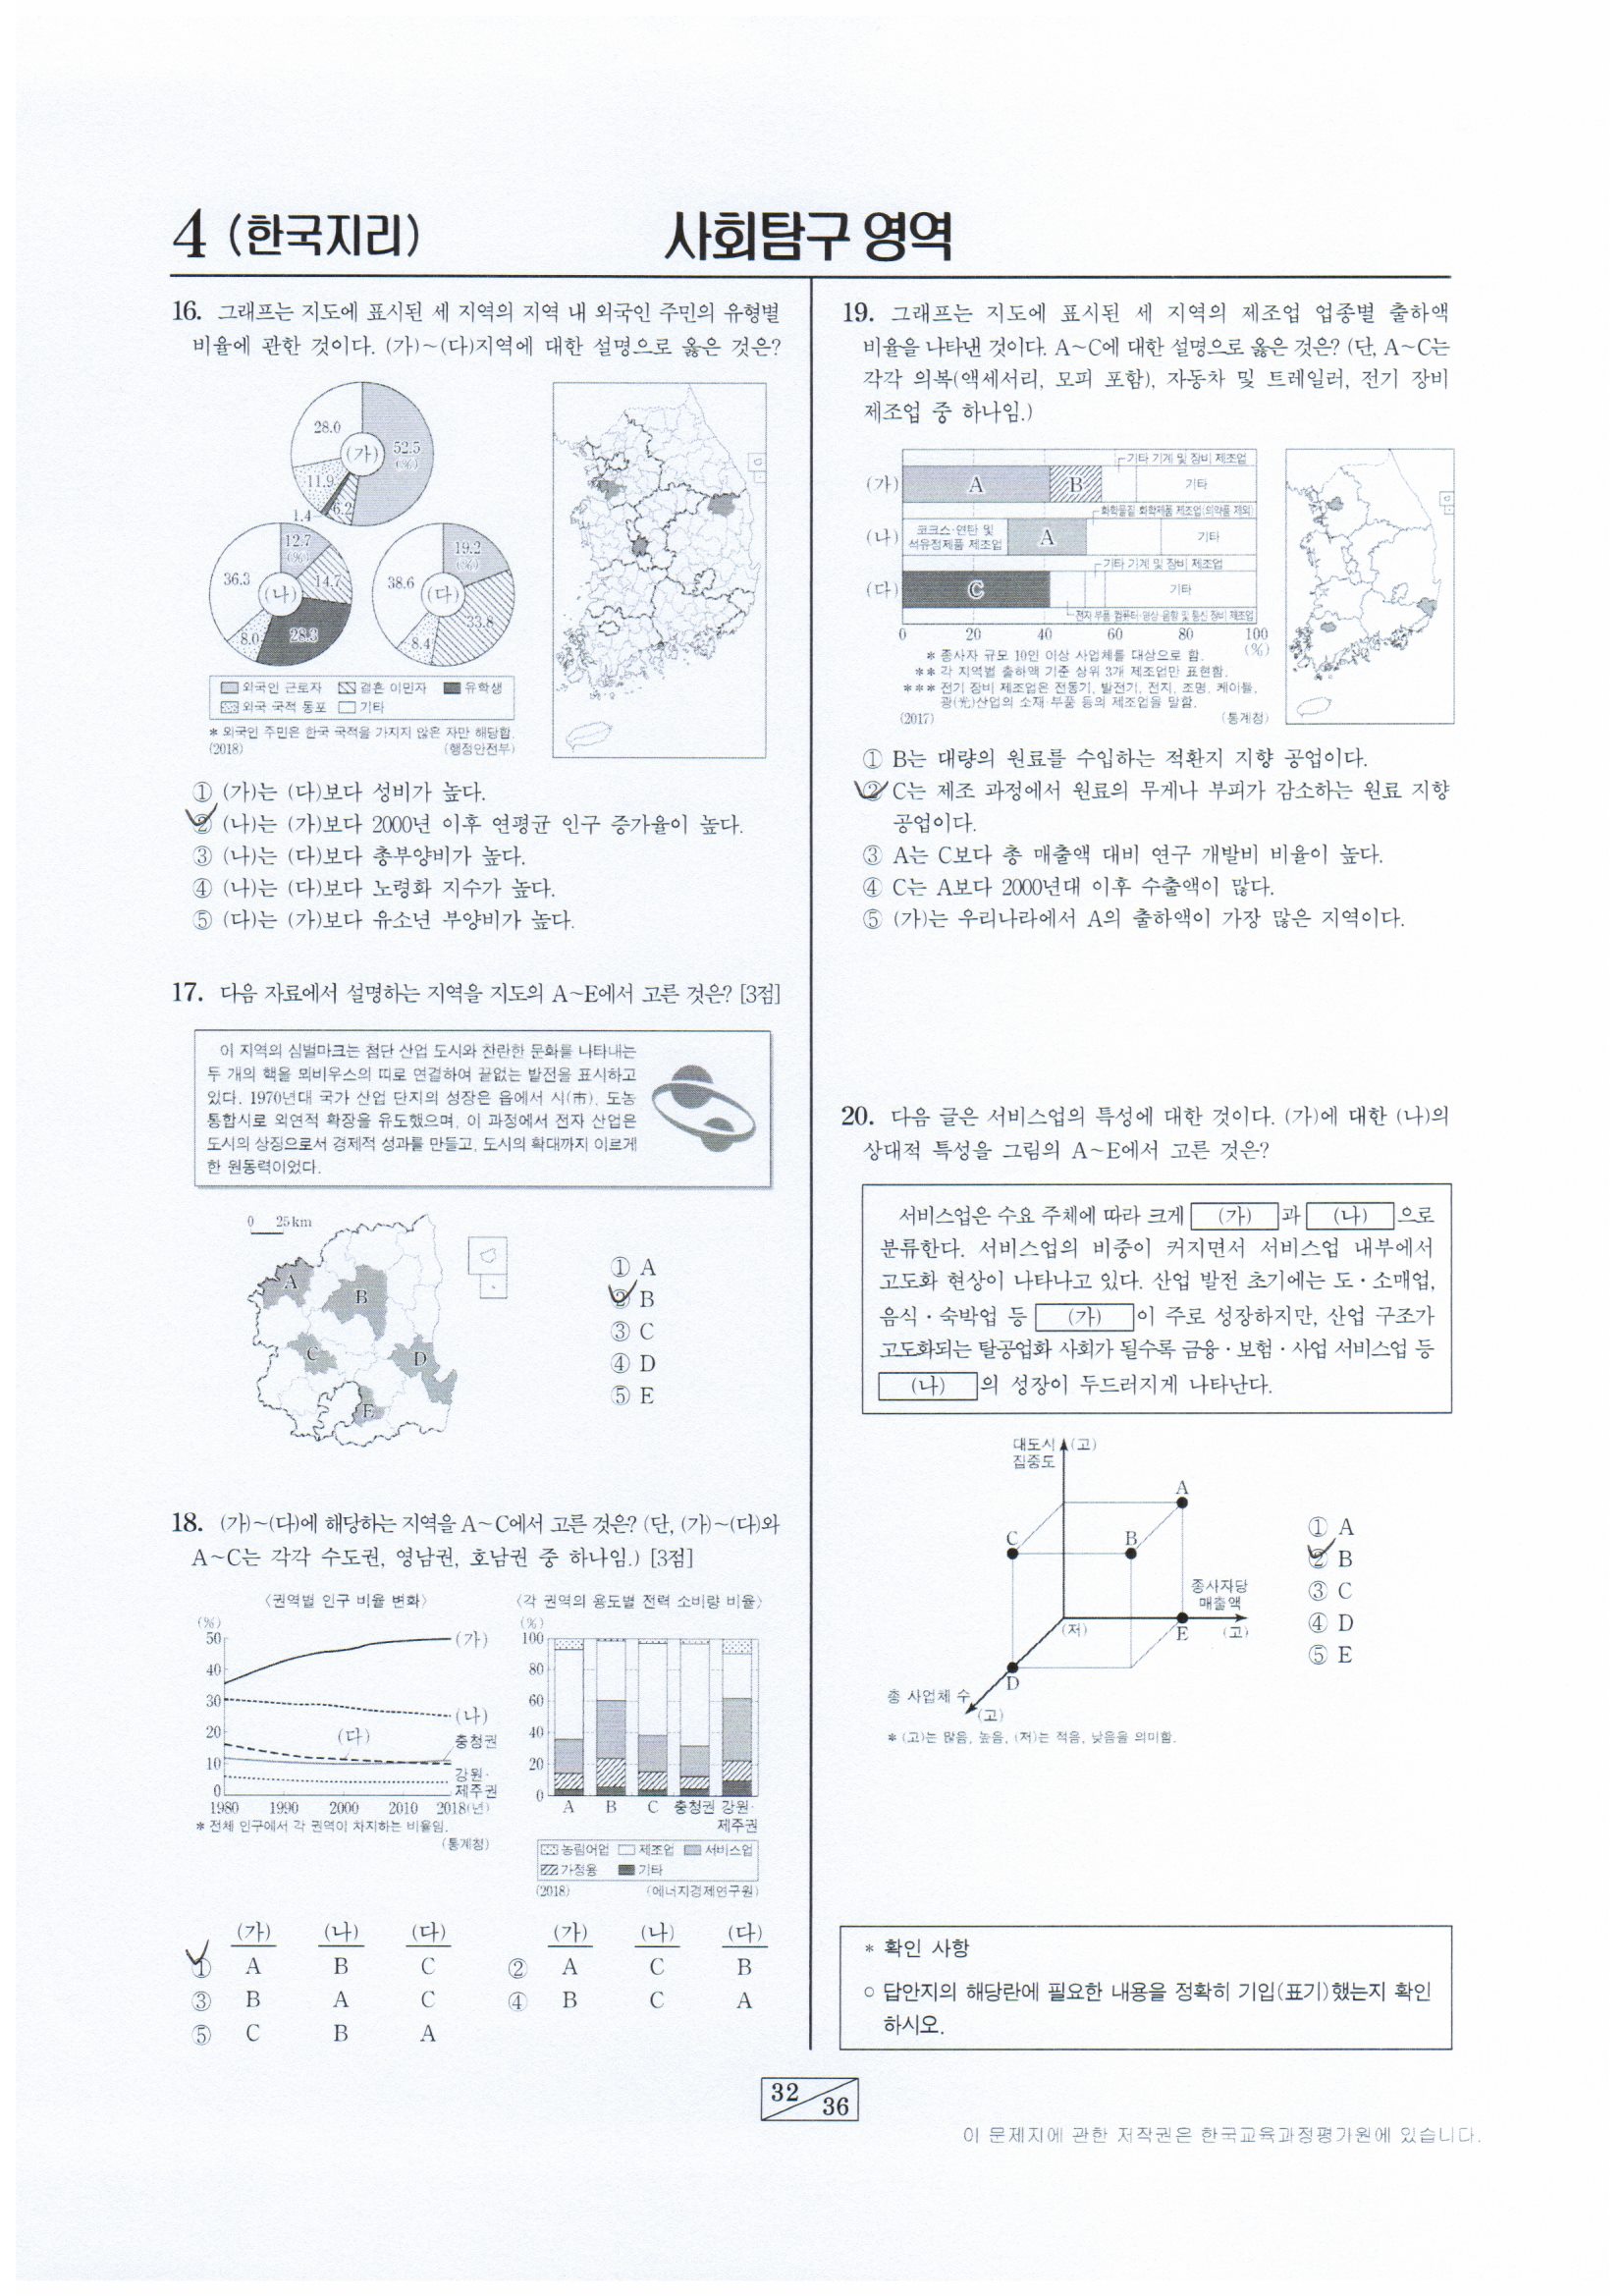 4 (한국지리)
사회탐구 영역
16. 그래프는 지도에 표시된 세 지역의 지역 내 외국인 주민의 유형별
비율에 관한 것이다. (가)~(다)지역에 대한 설명으로 옳은 것은?
28.0
(가)
52.5
(%)
11.9
6.2
1.4
12.7
(%)
36.3
14.7
(나)
8.0
28.3
19.2
(%)
38.6
(다)
33.8
8.4
외국인 근로자 결혼 이민자 유학생
외국 국적 동포 기타
* 외국인 주민은 한국 국적을 가지지 않은 자만 해당함.
(2018) (행정안전부)
① (가)는 (다)보다 성비가 높다.
② (나)는 (가)보다 2000년 이후 연평균 인구 증가율이 높다.
③ (나)는 (다)보다 총부양비가 높다.
④ (나)는 (다)보다 노령화 지수가 높다.
⑤ (다)는 (가)보다 유소년 부양비가 높다.
17. 다음 자료에서 설명하는 지역을 지도의 A~E에서 고른 것은? [3점]
이 지역의 심벌마크는 첨단 산업 도시와 찬란한 문화를 나타내는
두 개의 핵을 뫼비우스의 띠로 연결하여 끝없는 발전을 표시하고
있다. 1970년대 국가 산업 단지의 성장은 읍에서 시(市), 도농
통합시로 외연적 확장을 유도했으며, 이 과정에서 전자 산업은
도시의 상징으로서 경제적 성과를 만들고, 도시의 확대까지 이르게
한 원동력이었다.
0 25km
A
B
C
D
E
① A
② B
③ C
④ D
⑤ E
18. (가)~(다)에 해당하는 지역을 A~C에서 고른 것은? (단, (가)~(다)와
A~C는 각각 수도권, 영남권, 호남권 중 하나임.) [3점]
〈권역별 인구 비율 변화〉
(%)
50
40
30
20
10
0
(가)
(나)
(다)
충청권
강원·
제주권
1980 1990 2000 2010 2018(년)
* 전체 인구에서 각 권역이 차지하는 비율임.
(통계청)
〈각 권역의 용도별 전력 소비량 비율〉
(%)
100
80
60
40
20
0
A B C 충청권 강원·
제주권
농림어업 제조업 서비스업
가정용 기타
(2018) (에너지경제연구원)
(가) (나) (다) (가) (나) (다)
① A B C ② A C B
③ B A C ④ B C A
⑤ C B A
19. 그래프는 지도에 표시된 세 지역의 제조업 업종별 출하액
비율을 나타낸 것이다. A~C에 대한 설명으로 옳은 것은? (단, A~C는
각각 의복(액세서리, 모피 포함), 자동차 및 트레일러, 전기 장비
제조업 중 하나임.)
기타 기계 및 장비 제조업
(가) A B 기타
화학물질 화학제품 제조업(의약품 제외)
(나) 코크스·연탄 및
석유정제품 제조업 A 기타
기타 기계 및 장비 제조업
(다) C 기타
전자 부품 컴퓨터·영상·음향 및 통신 장비 제조업
0 20 40 60 80 100
(%)
* 종사자 규모 10인 이상 사업체를 대상으로 함.
** 각 지역별 출하액 기준 상위 3개 제조업만 표현함.
*** 전기 장비 제조업은 전동기, 발전기, 전지, 조명, 케이블,
광(光)산업의 소재·부품 등의 제조업을 말함.
(2017) (통계청)
① B는 대량의 원료를 수입하는 적환지 지향 공업이다.
② C는 제조 과정에서 원료의 무게나 부피가 감소하는 원료 지향
공업이다.
③ A는 C보다 총 매출액 대비 연구 개발비 비율이 높다.
④ C는 A보다 2000년대 이후 수출액이 많다.
⑤ (가)는 우리나라에서 A의 출하액이 가장 많은 지역이다.
20. 다음 글은 서비스업의 특성에 대한 것이다. (가)에 대한 (나)의
상대적 특성을 그림의 A~E에서 고른 것은?
서비스업은 수요 주체에 따라 크게 (가) 과 (나) 으로
분류한다. 서비스업의 비중이 커지면서 서비스업 내부에서
고도화 현상이 나타나고 있다. 산업 발전 초기에는 도·소매업,
음식·숙박업 등 (가) 이 주로 성장하지만, 산업 구조가
고도화되는 탈공업화 사회가 될수록 금융·보험·사업 서비스업 등
(나) 의 성장이 두드러지게 나타난다.
대도시 (고)
집중도
A
C
B
종사자당
매출액
(저)
E (고)
D
총 사업체 수
(고)
* (고)는 많음, 높음, (저)는 적음, 낮음을 의미함.
① A
② B
③ C
④ D
⑤ E
* 확인 사항
○ 답안지의 해당란에 필요한 내용을 정확히 기입(표기)했는지 확인
하시오.
32
36
이 문제지에 관한 저작권은 한국교육과정평가원에 있습니다.